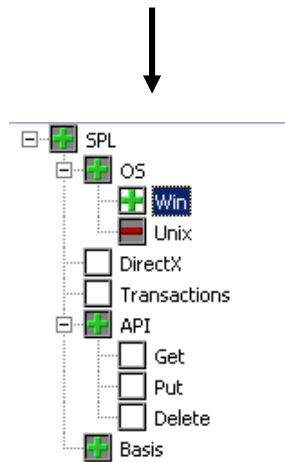 SPL
OS
Win
Unix
DirectX
Transactions
API
Get
Put
Delete
Basis